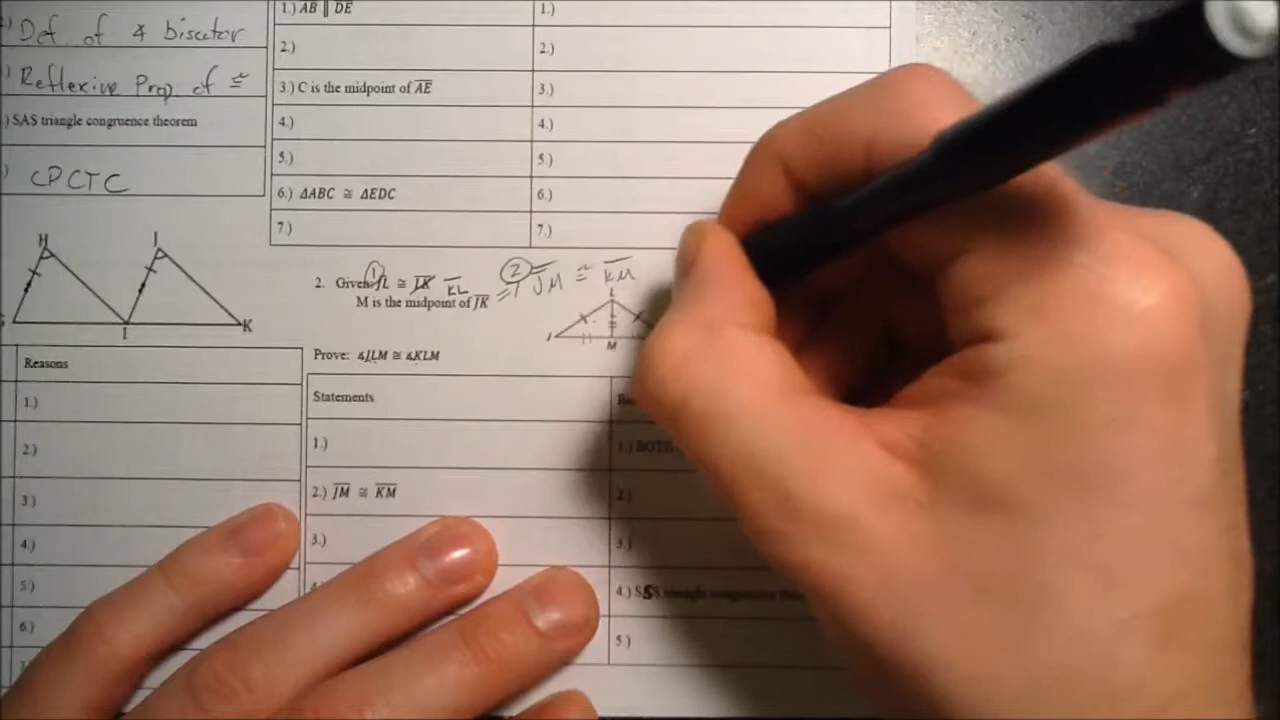 Def of ∡ bisector
) Reflexive Prop of ≅
.) SAS triangle congruence theorem
) CPCTC
1.) AB ∥ DE 1.)
2.) 2.)
3.) C is the midpoint of AE 3.)
4.) 4.)
5.) 5.)
6.) ΔABC ≅ ΔEDC 6.)
7.) 7.)
H J
I K
2. Given: JL ≅ KL
1
2 ⇒ JM ≅ KM
M is the midpoint of JK
L
J M
Prove: ∡JLM ≅ ∡KLM
Reasons
1.)
2.)
3.)
4.)
5.)
6.)
Statements
1.) 1.) BOTH
2.) JM ≅ KM 2.)
3.) 3.)
4.) SSS triangle congruence
5.)